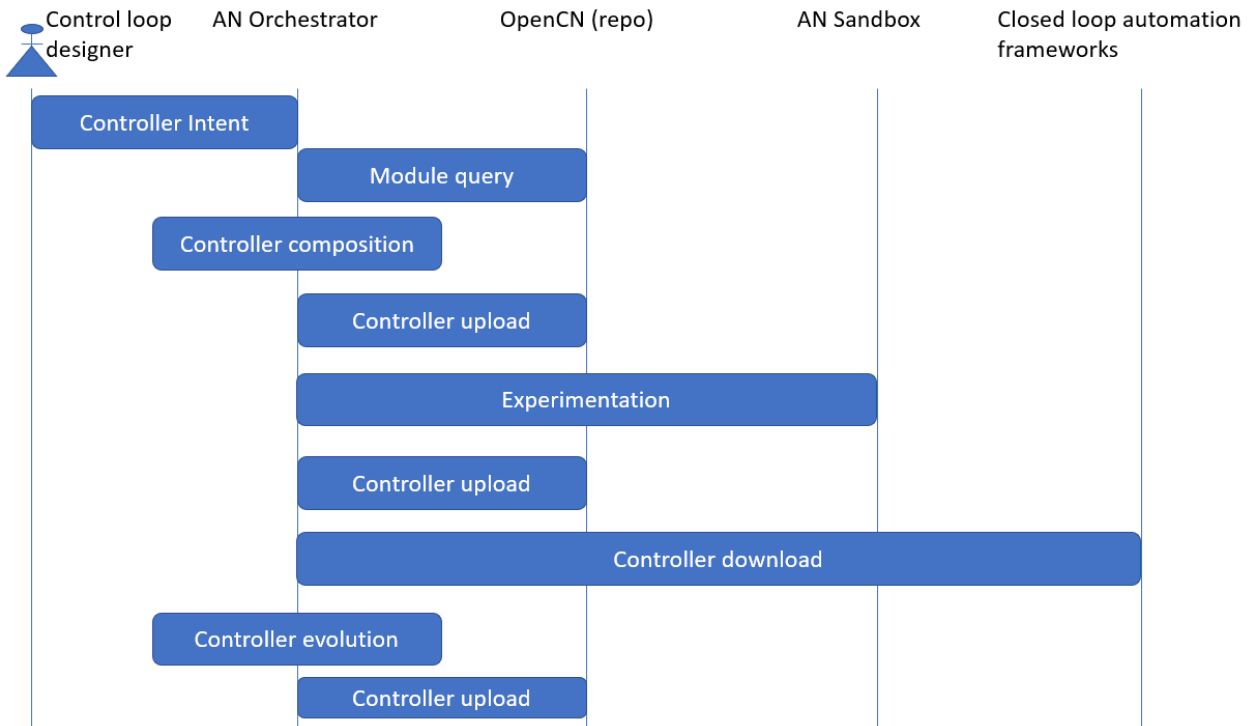 Control loop
designer
AN Orchestrator
OpenCN (repo)
AN Sandbox
Closed loop automation
frameworks
Controller Intent
Module query
Controller composition
Controller upload
Experimentation
Controller upload
Controller download
Controller evolution
Controller upload